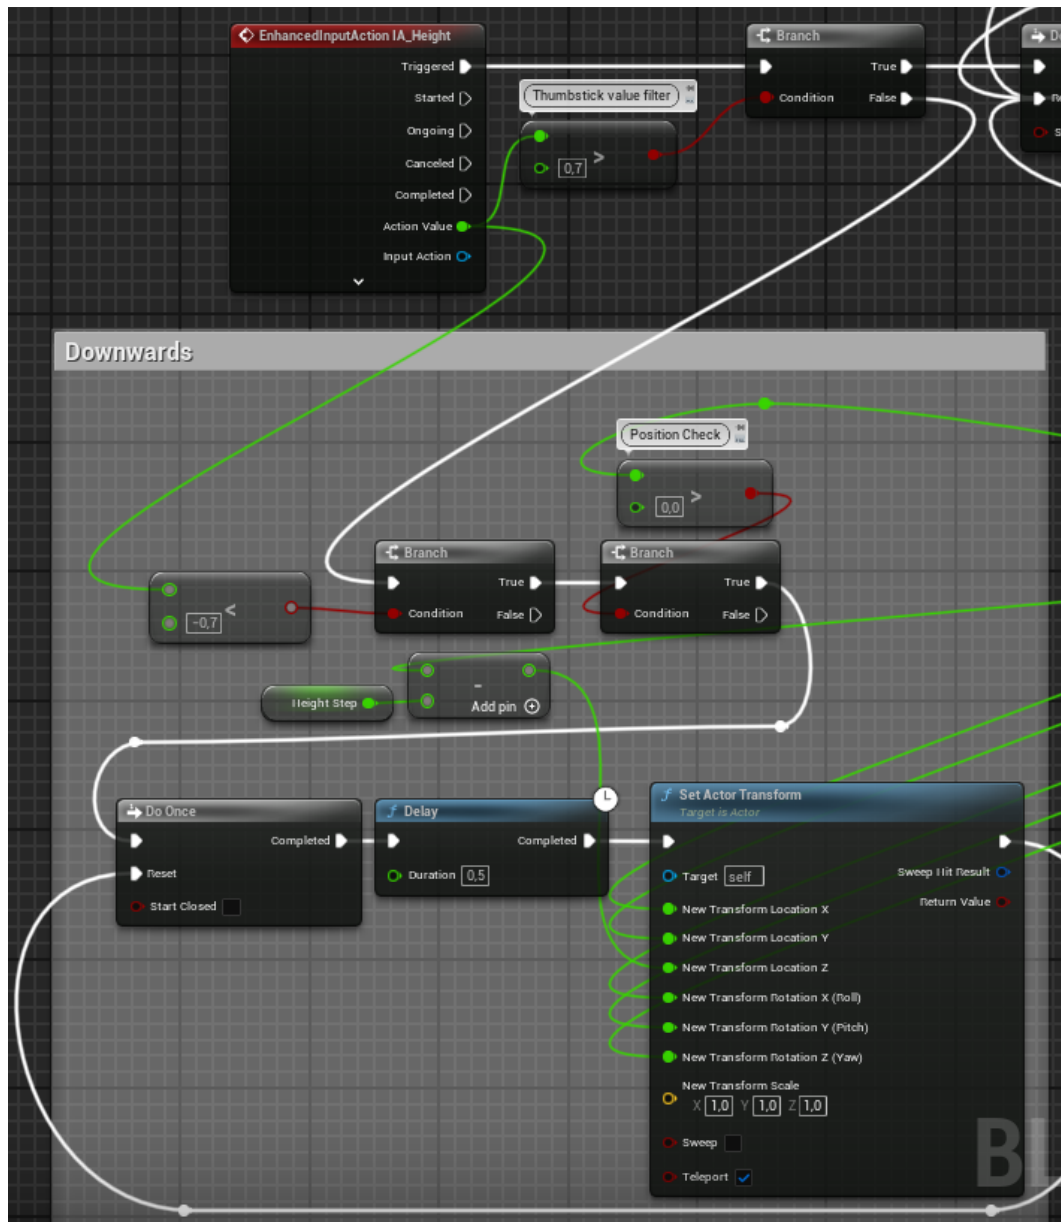 EnhancedInputAction IA_Height
Triggered
Started
Ongoing
Canceled
Completed
Action Value
Input Action
Thumbstick value filter
0,7
>
Branch
True
Condition
False
Downwards
Position Check
0,0
>
-0,7
<
Branch
True
Condition
False
Branch
True
Condition
False
Height Step
-
Add pin
Do Once
Completed
Reset
Start Closed
Delay
Completed
Duration 0,5
Set Actor Transform
Target is Actor
Target self
Sweep Hit Result
Return Value
New Transform Location X
New Transform Location Y
New Transform Location Z
New Transform Rotation X (Roll)
New Transform Rotation Y (Pitch)
New Transform Rotation Z (Yaw)
New Transform Scale
X 1,0 Y 1,0 Z 1,0
Sweep
Teleport